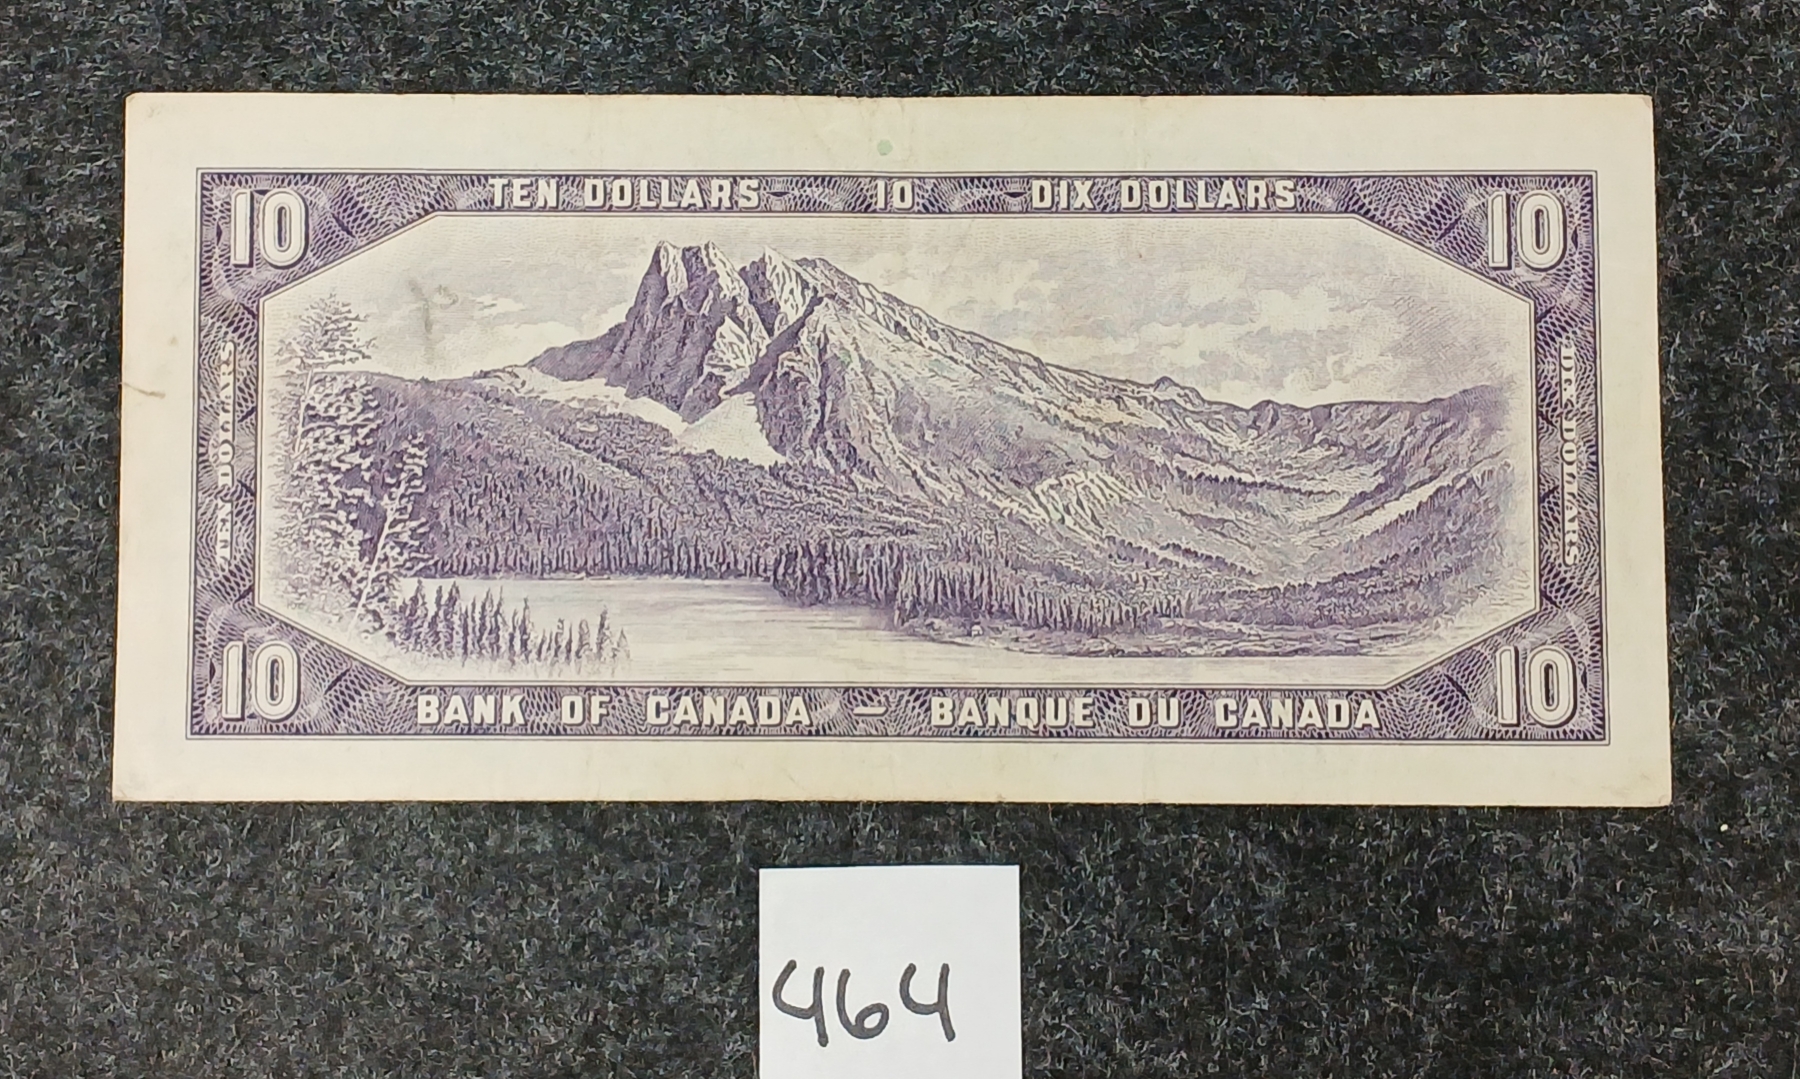 TEN DOLLARS 10 DIX DOLLARS
10 10
TEN DOLLARS
DIX DOLLARS
10 10
BANK OF CANADA — BANQUE DU CANADA
464